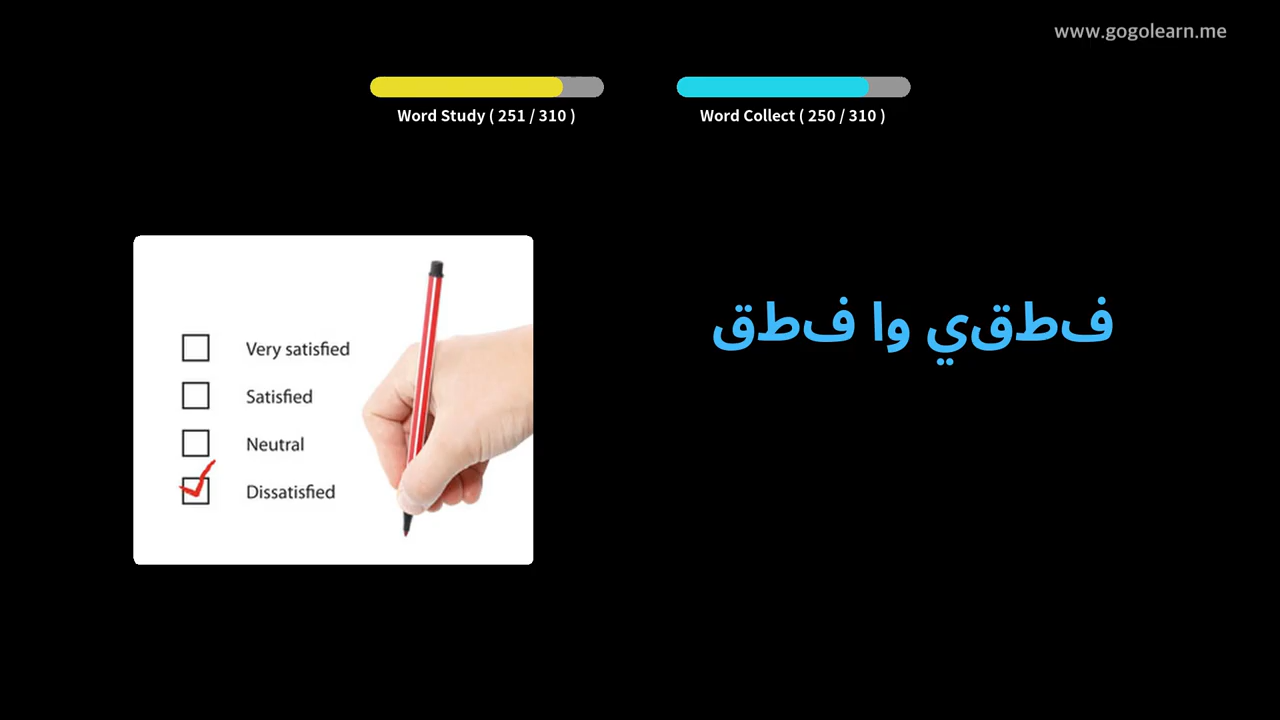 www.gogolearn.me
Word Study ( 251 / 310 )
Word Collect ( 250 / 310 )
فطقي وا فطق
Very satisfied
Satisfied
Neutral
Dissatisfied